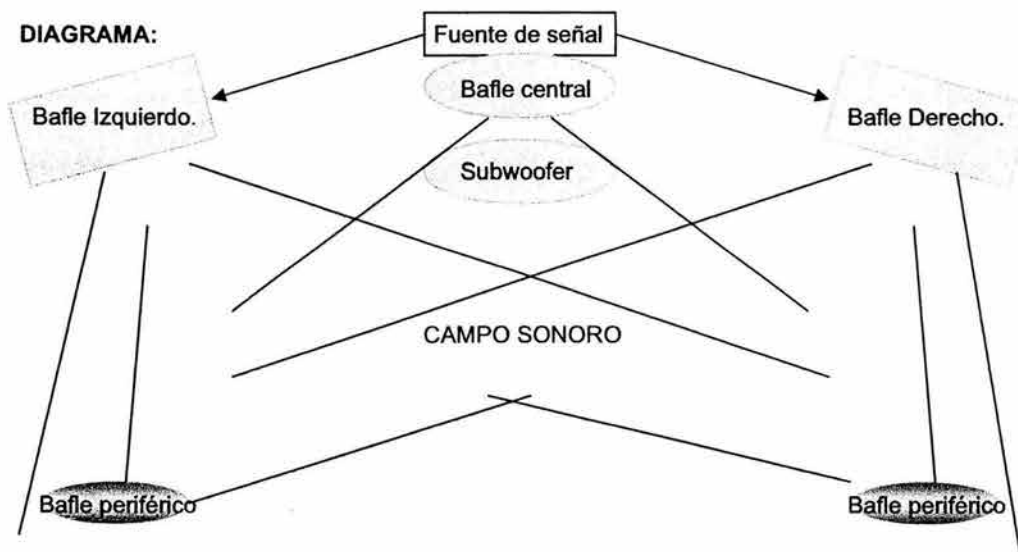 DIAGRAMA:
Fuente de señal
Bafle central
Bafle Izquierdo.
Bafle Derecho.
Subwoofer
CAMPO SONORO
Bafle periférico
Bafle periférico